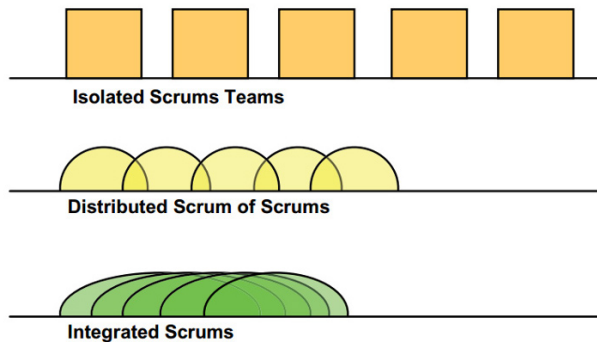 Isolated Scrums Teams
Distributed Scrum of Scrums
Integrated Scrums